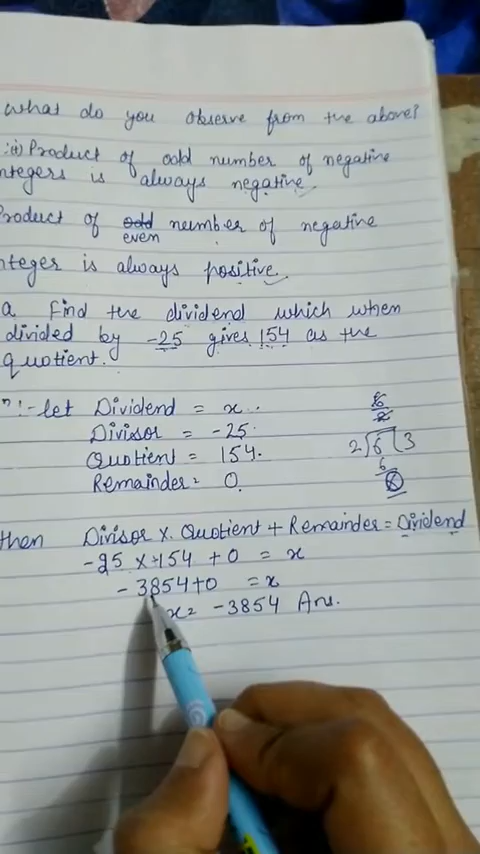 What do you observe from the above?
ii) Product of odd number of negative
ntegers is always negative.
Product of odd number of negative
even
nteger is always positive.
Q Find the dividend which when
divided by -25 gives 154 as the
quotient.
n:- let Dividend = x.
Divisor = -25.
Quotient = 154.
Remainder = 0.
2)6(3
6
then Divisor x Quotient + Remainder = Dividend
-25 x +154 + 0 = x
- 3854+0 = x
x = -3854 Ans.